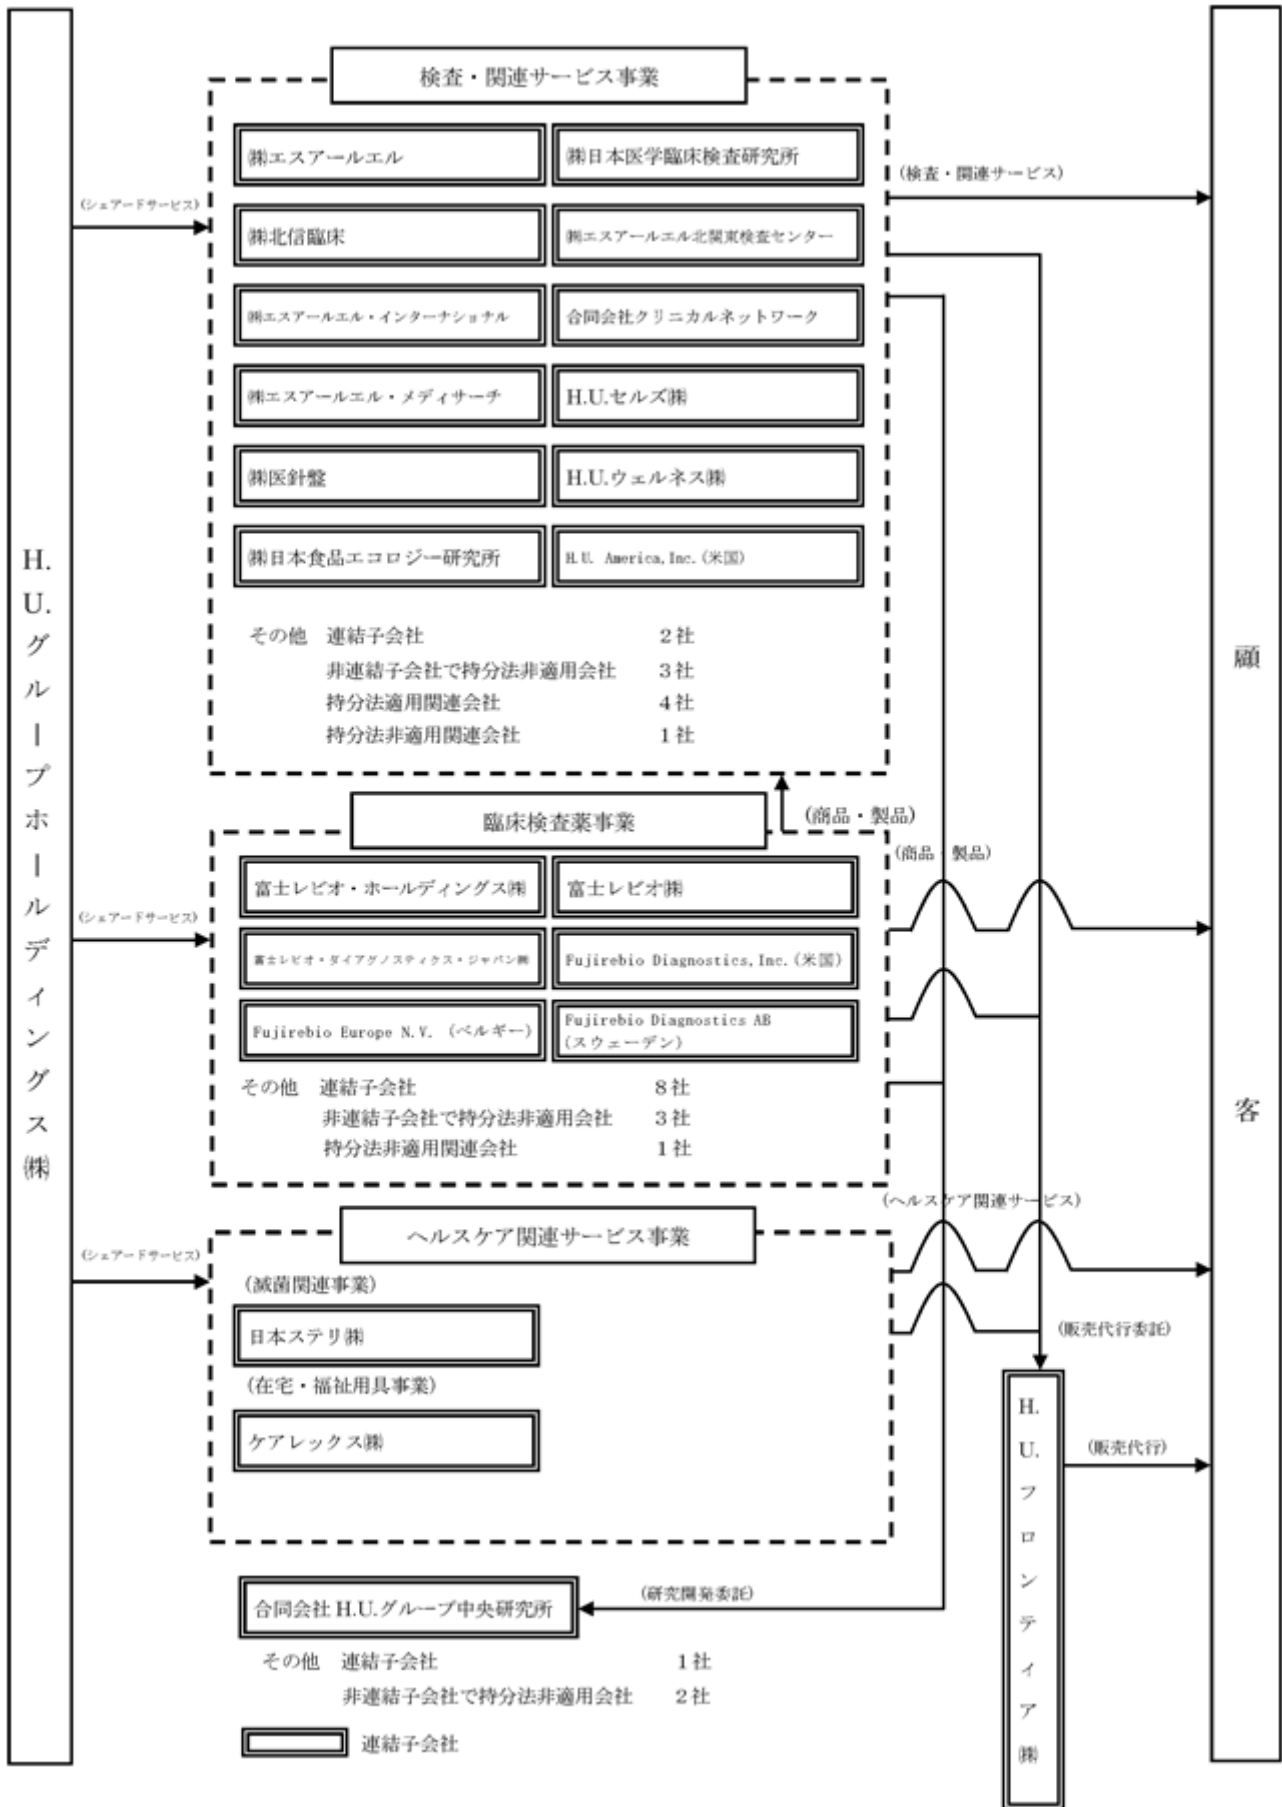 H.U.グループホールディングス㈱
検査・関連サービス事業
㈱エスアールエル
㈱日本医学臨床検査研究所
(検査・関連サービス)
(シェアードサービス)
㈱北信臨床
㈱エスアールエル北関東検査センター
㈱エスアールエル・インターナショナル
合同会社クリニカルネットワーク
㈱エスアールエル・メディサーチ
H.U.セルズ㈱
㈱医針盤
H.U.ウェルネス㈱
㈱日本食品エコロジー研究所
H.U. America,Inc.(米国)
その他 連結子会社 2社
非連結子会社で持分法非適用会社 3社
持分法適用関連会社 4社
持分法非適用関連会社 1社
顧客
(商品・製品)
臨床検査薬事業
(商品・製品)
富士レビオ・ホールディングス㈱
富士レビオ㈱
(シェアードサービス)
富士レビオ・ダイアグノスティクス・ジャパン㈱
Fujirebio Diagnostics,Inc.(米国)
Fujirebio Europe N.V. (ベルギー)
Fujirebio Diagnostics AB
(スウェーデン)
その他 連結子会社 8社
非連結子会社で持分法非適用会社 3社
持分法非適用関連会社 1社
(ヘルスケア関連サービス)
ヘルスケア関連サービス事業
(シェアードサービス)
(滅菌関連事業)
日本ステリ㈱
(販売代行委託)
(在宅・福祉用具事業)
ケアレックス㈱
H.U.フロンティア㈱
(販売代行)
(研究開発委託)
合同会社 H.U.グループ中央研究所
その他 連結子会社 1社
非連結子会社で持分法非適用会社 2社
連結子会社